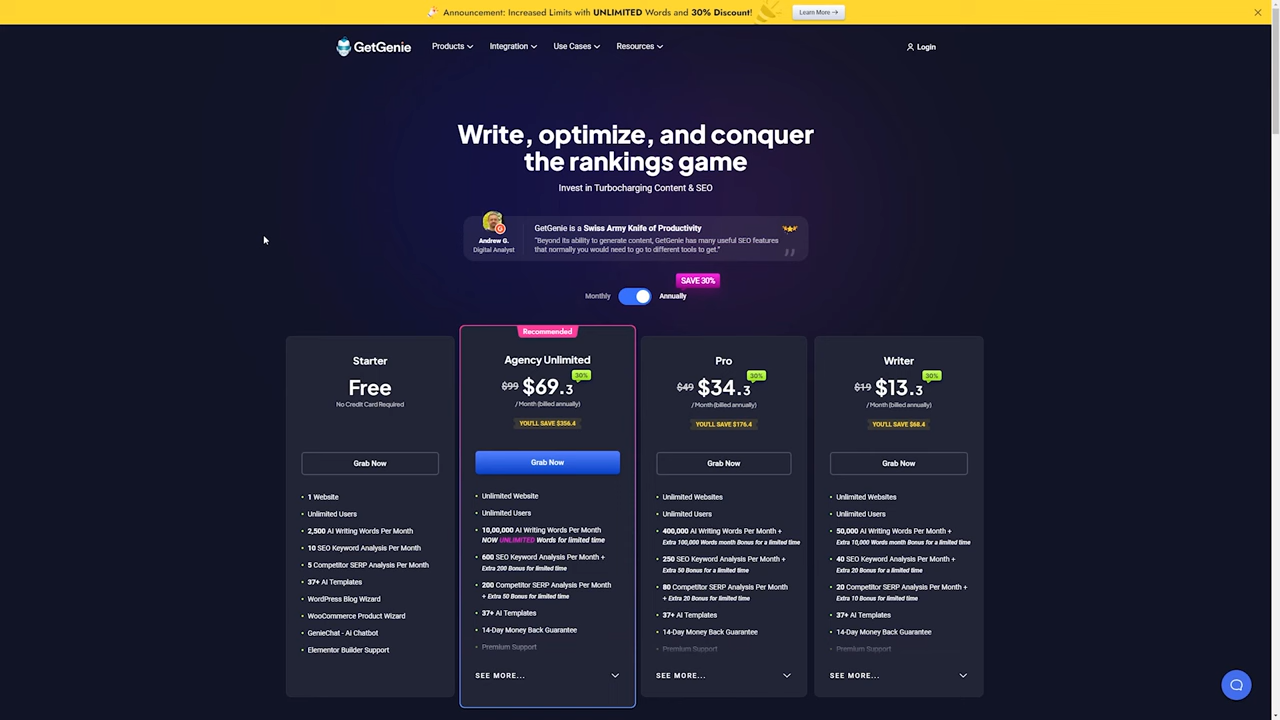 Announcement: Increased Limits with UNLIMITED Words and 30% Discount!
Learn More →
GetGenie
Products
Integration
Use Cases
Resources
Login
Write, optimize, and conquer
the rankings game
Invest in Turbocharging Content & SEO
Andrew G.
Digital Analyst
GetGenie is a Swiss Army Knife of Productivity
"Beyond its ability to generate content, GetGenie has many useful SEO features
that normally you would need to go to different tools to get."
SAVE 30%
Monthly
Annually
Starter
Free
No Credit Card Required
Grab Now
• 1 Website
• Unlimited Users
• 2,500 AI Writing Words Per Month
• 10 SEO Keyword Analysis Per Month
• 5 Competitor SERP Analysis Per Month
• 37+ AI Templates
• WordPress Blog Wizard
• WooCommerce Product Wizard
• GenieChat - Ai Chatbot
• Elementor Builder Support
Recommended
Agency Unlimited
30%
$99 $69.3
/ Month (billed annually)
YOU'LL SAVE $356.4
Grab Now
• Unlimited Website
• Unlimited Users
• 10,00,000 AI Writing Words Per Month
NOW UNLIMITED Words for limited time
• 600 SEO Keyword Analysis Per Month +
Extra 200 Bonus for limited time
• 200 Competitor SERP Analysis Per Month
+ Extra 50 Bonus for limited time
• 37+ AI Templates
• 14-Day Money Back Guarantee
• Premium Support
SEE MORE...
Pro
30%
$49 $34.3
/ Month (billed annually)
YOU'LL SAVE $176.4
Grab Now
• Unlimited Websites
• Unlimited Users
• 400,000 AI Writing Words Per Month +
Extra 100,000 Words month Bonus for a limited time
• 250 SEO Keyword Analysis Per Month +
Extra 50 Bonus for a limited time
• 80 Competitor SERP Analysis Per Month
+ Extra 20 Bonus for limited time
• 37+ AI Templates
• 14-Day Money Back Guarantee
• Premium Support
SEE MORE...
Writer
30%
$19 $13.3
/ Month (billed annually)
YOU'LL SAVE $68.4
Grab Now
• Unlimited Websites
• Unlimited Users
• 50,000 AI Writing Words Per Month +
Extra 10,000 Words month Bonus for a limited time
• 40 SEO Keyword Analysis Per Month +
Extra 20 Bonus for a limited time
• 20 Competitor SERP Analysis Per Month +
Extra 10 Bonus for limited time
• 37+ AI Templates
• 14-Day Money Back Guarantee
• Premium Support
SEE MORE...